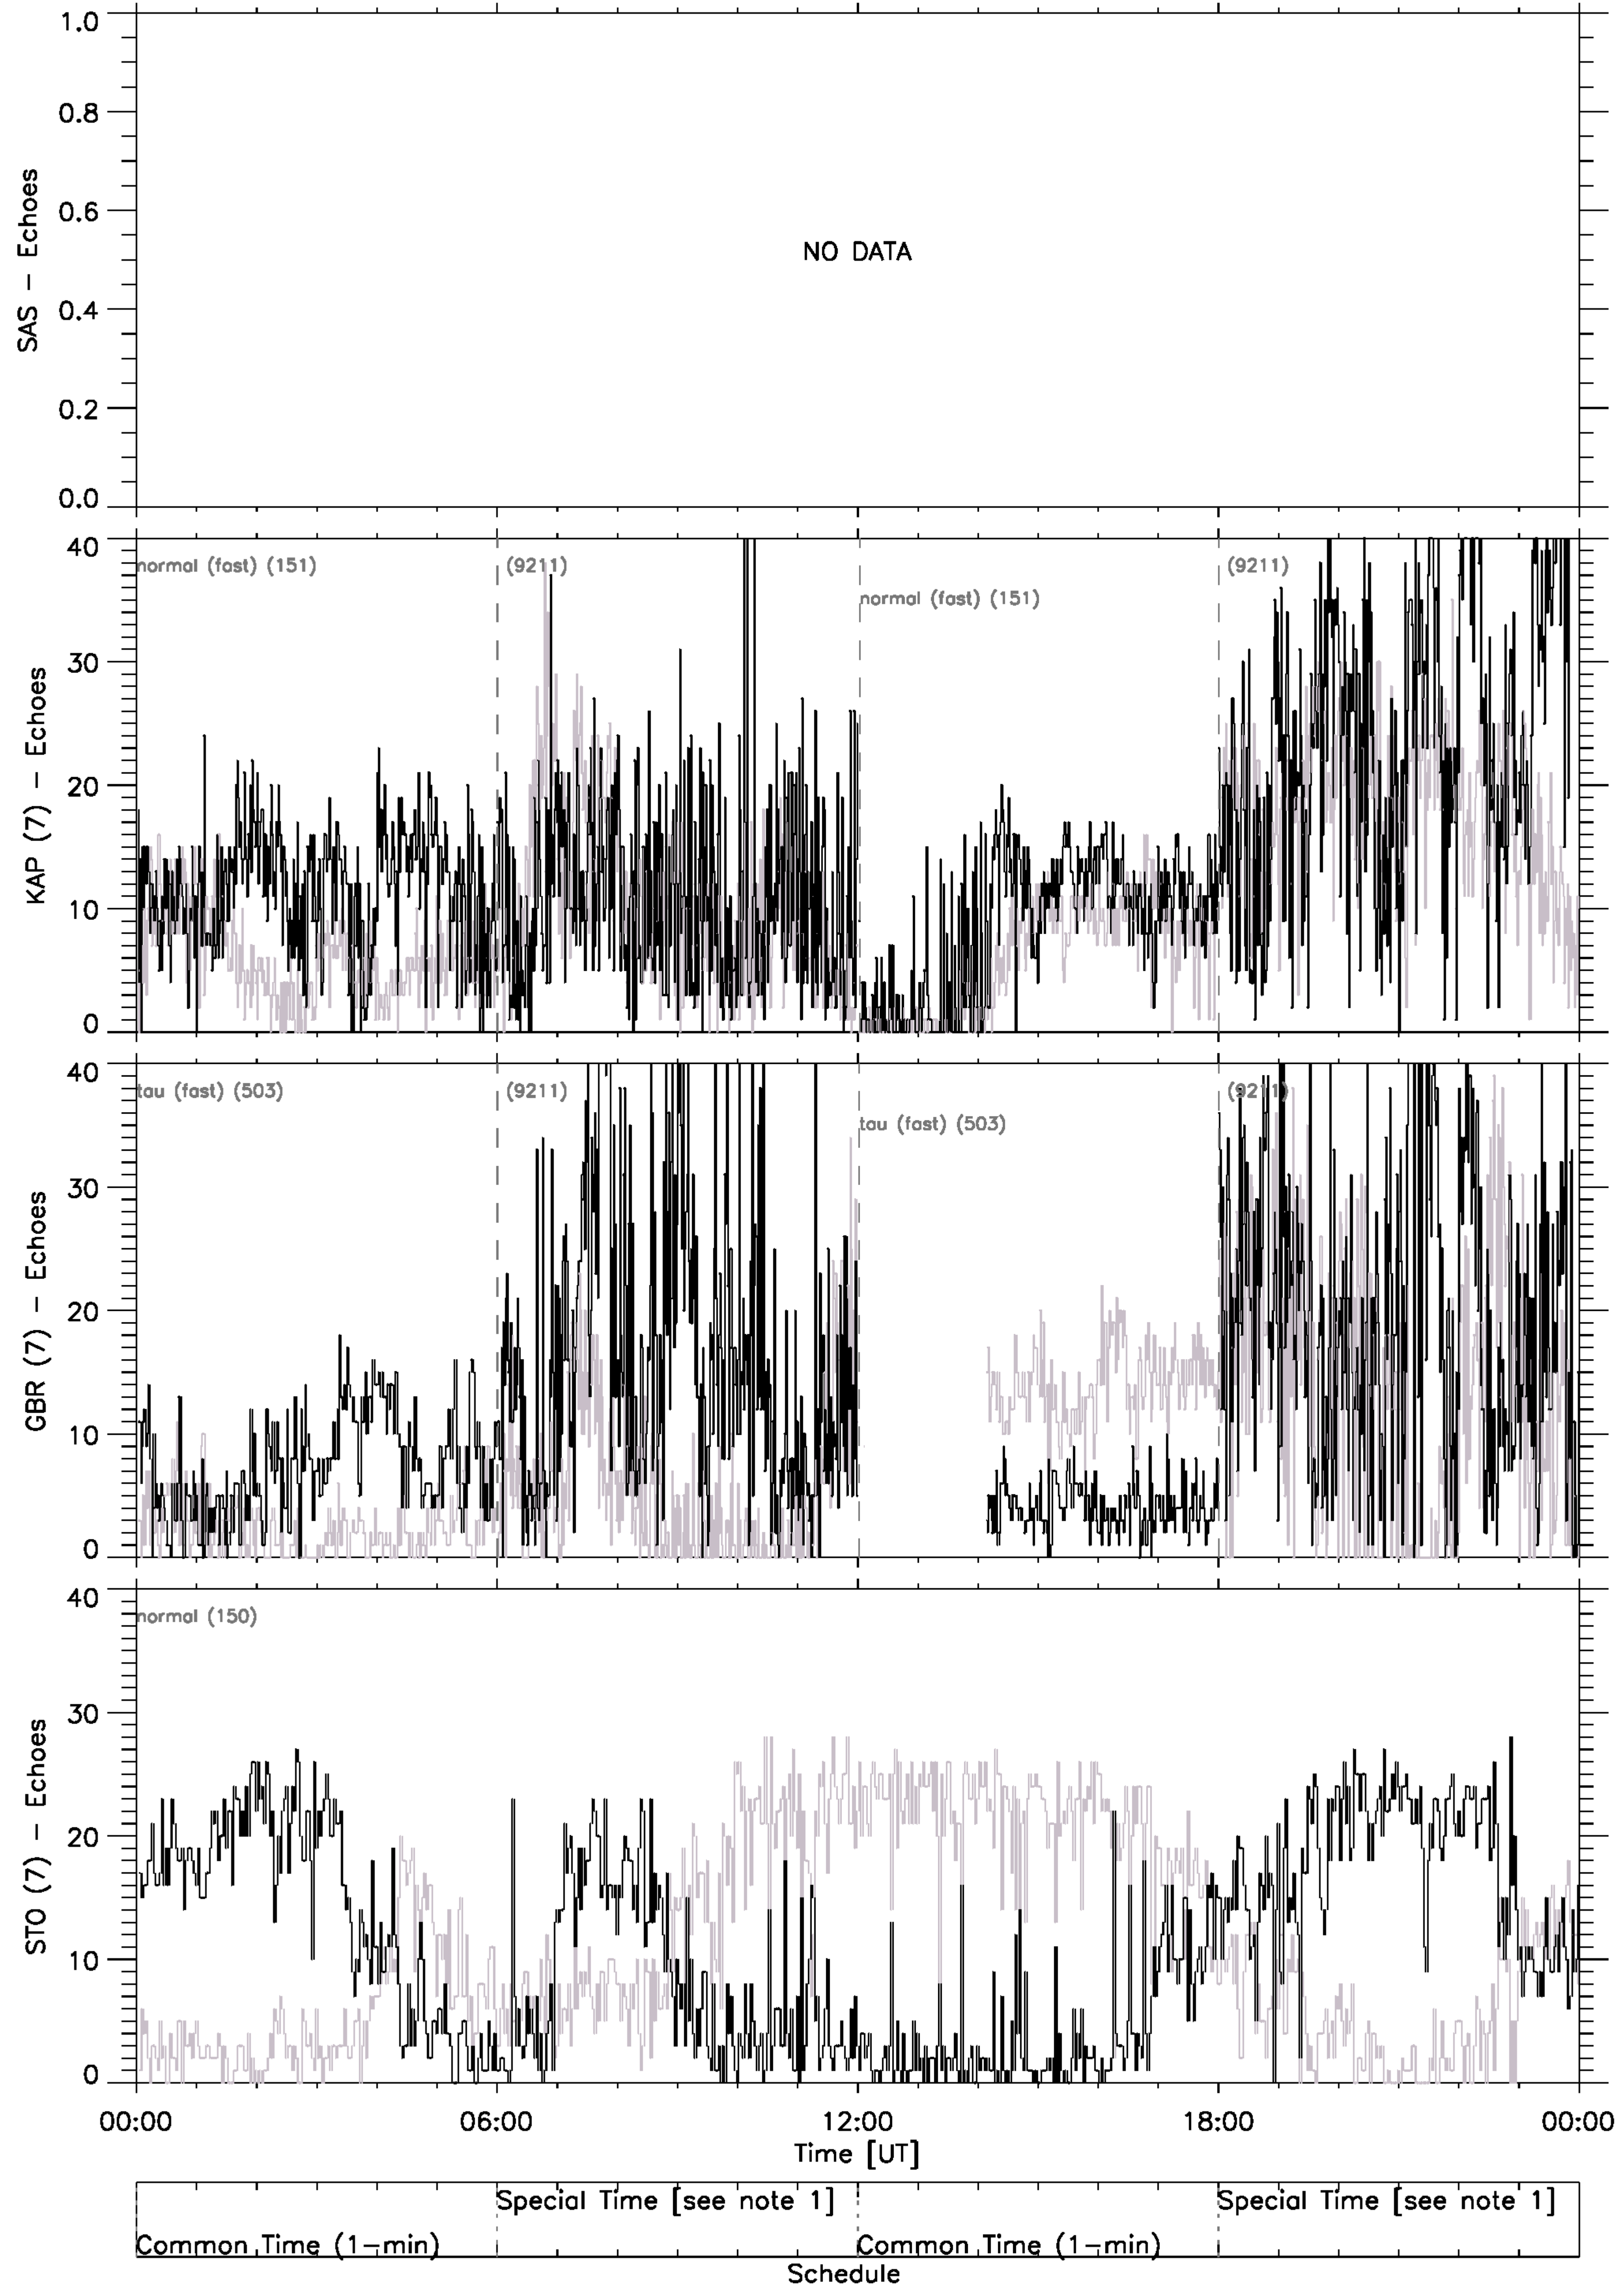 1.0
0.8
0.6
0.4
0.2
0.0
SAS - Echoes
NO DATA
40
30
20
10
0
KAP (7) - Echoes
normal (fast) (151)
(9211)
normal (fast) (151)
(9211)
40
30
20
10
0
GBR (7) - Echoes
tau (fast) (503)
(9211)
tau (fast) (503)
(9211)
40
30
20
10
0
STO (7) - Echoes
normal (150)
00:00 06:00 12:00 18:00 00:00
Time [UT]
Special Time [see note 1] Special Time [see note 1]
Common Time (1-min) Common Time (1-min)
Schedule